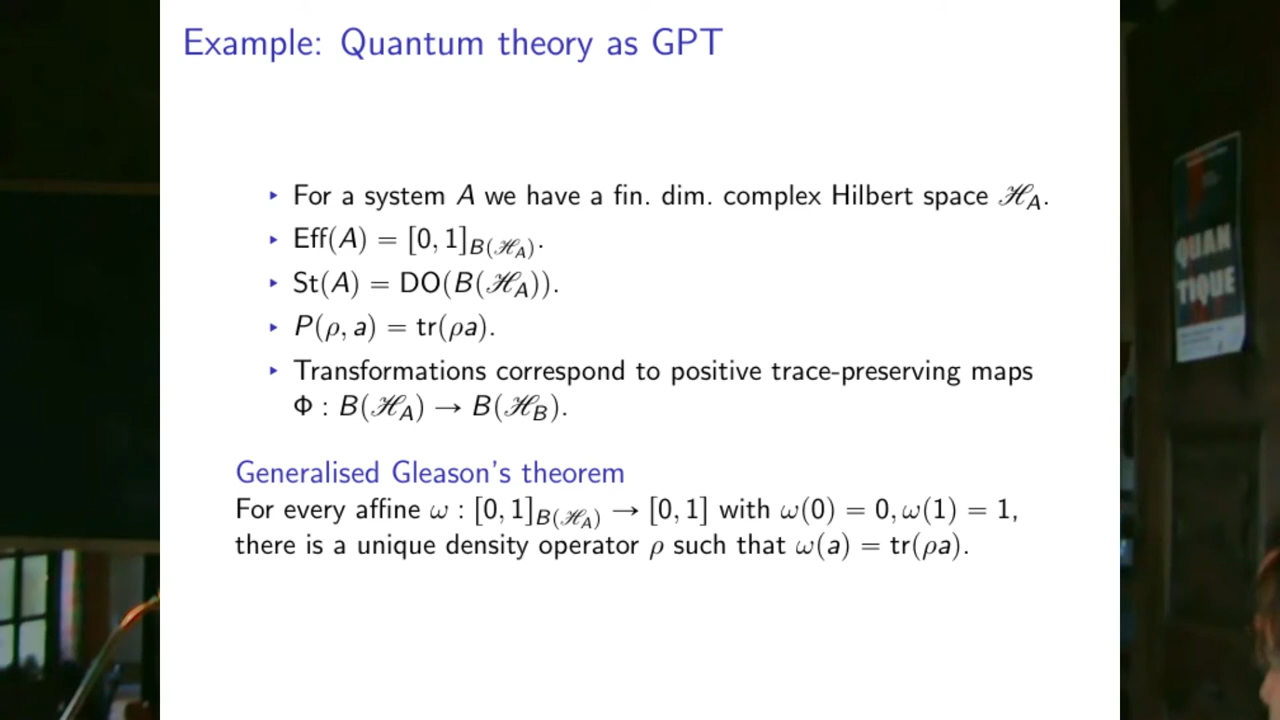 Example: Quantum theory as GPT
‣ For a system A we have a fin. dim. complex Hilbert space ℋ_A.
‣ Eff(A) = [0, 1]_{B(ℋ_A)}.
‣ St(A) = DO(B(ℋ_A)).
‣ P(ρ, a) = tr(ρa).
‣ Transformations correspond to positive trace-preserving maps
Φ : B(ℋ_A) → B(ℋ_B).
Generalised Gleason's theorem
For every affine ω : [0, 1]_{B(ℋ_A)} → [0, 1] with ω(0) = 0, ω(1) = 1,
there is a unique density operator ρ such that ω(a) = tr(ρa).
QUAN
TIQUE